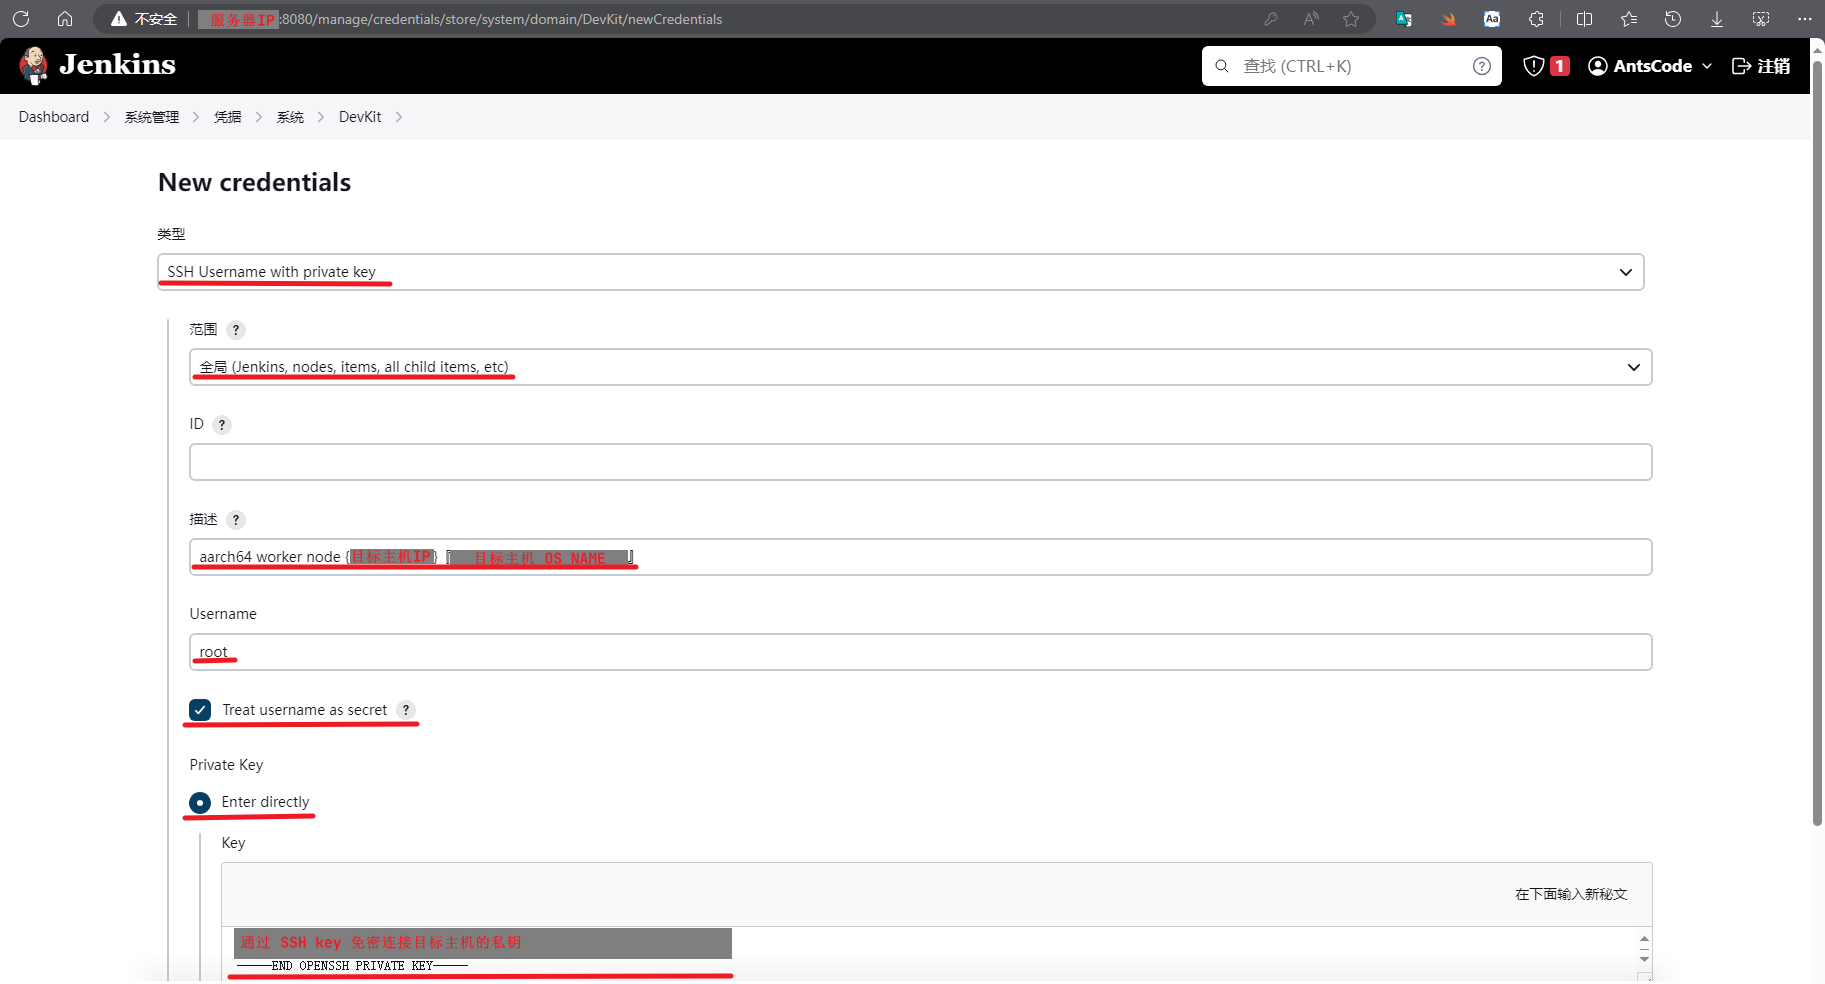 不安全 服务器IP:8080/manage/credentials/store/system/domain/DevKit/newCredentials
Jenkins 查找 (CTRL+K) ? 1 AntsCode 注销
Dashboard 系统管理 凭据 系统 DevKit
New credentials
类型
SSH Username with private key
范围 ?
全局 (Jenkins, nodes, items, all child items, etc)
ID ?
描述 ?
aarch64 worker node {目标主机IP}『目标主机 OS NAME』
Username
root
Treat username as secret ?
Private Key
Enter directly
Key
在下面输入新秘文
通过 SSH key 免密连接目标主机的私钥
-----END OPENSSH PRIVATE KEY-----